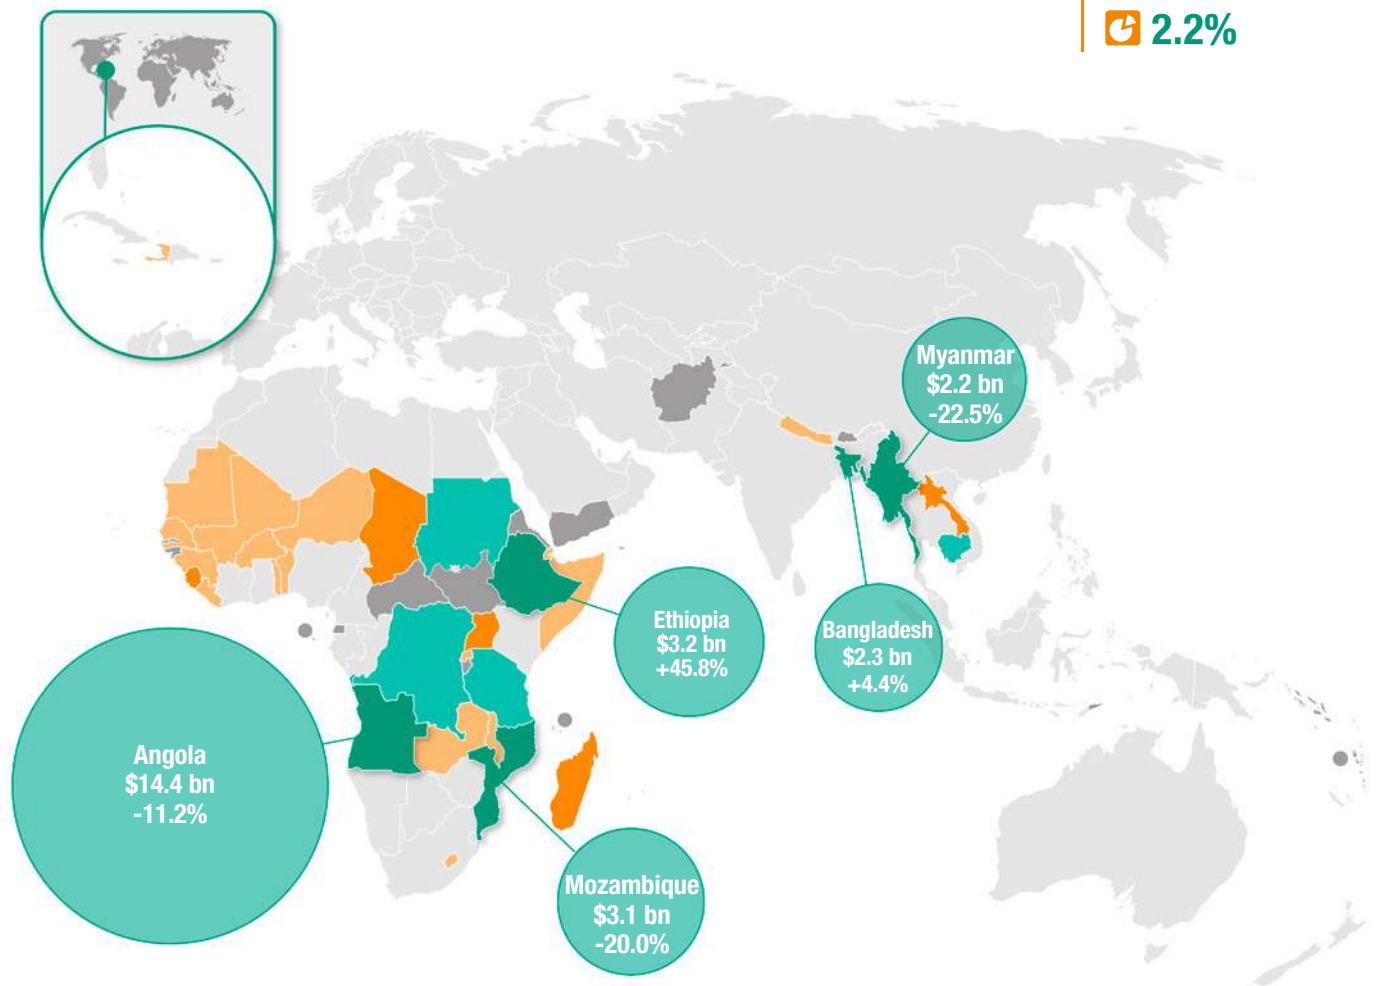 2.2%
Myanmar
$2.2 bn
-22.5%
Ethiopia
$3.2 bn
+45.8%
Bangladesh
$2.3 bn
+4.4%
Angola
$14.4 bn
-11.2%
Mozambique
$3.1 bn
-20.0%